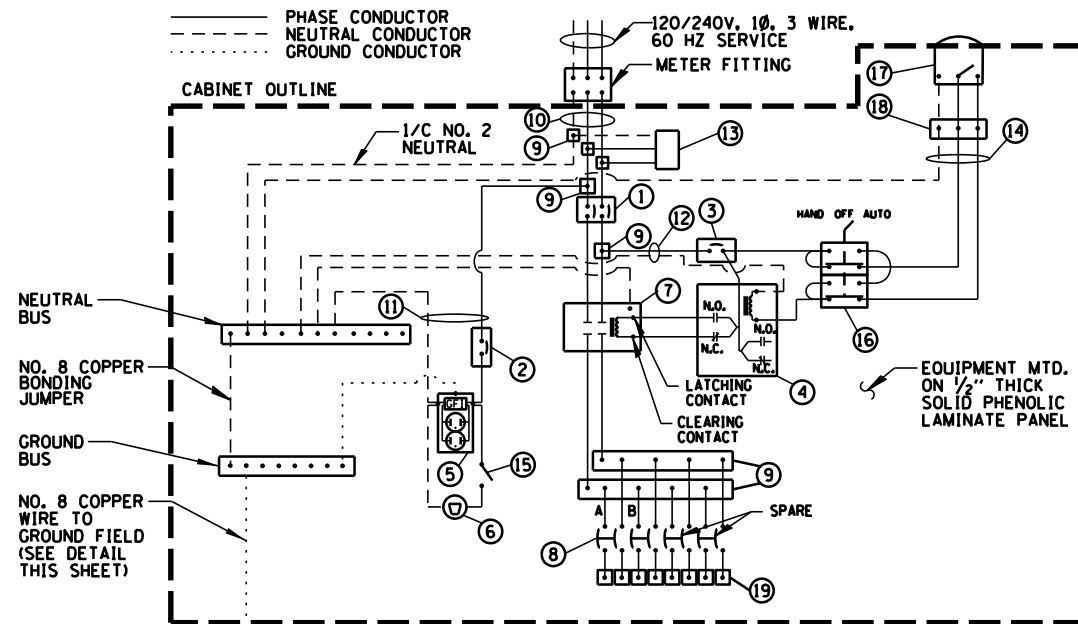 PHASE CONDUCTOR
NEUTRAL CONDUCTOR
GROUND CONDUCTOR
120/240V, 1Ø, 3 WIRE,
60 HZ SERVICE
METER FITTING
CABINET OUTLINE
17
18
14
10
1/C NO. 2
NEUTRAL
9
13
9
1
12
3
9
HAND OFF AUTO
7
N.O.
N.O.
N.C.
N.C.
16
11
NEUTRAL
BUS
2
4
LATCHING
CONTACT
CLEARING
CONTACT
NO. 8 COPPER
BONDING
JUMPER
EQUIPMENT MTD.
ON 1/2" THICK
SOLID PHENOLIC
LAMINATE PANEL
GFI
5
15
6
GROUND
BUS
9
NO. 8 COPPER
WIRE TO
GROUND FIELD
(SEE DETAIL
THIS SHEET)
A
B
SPARE
8
19